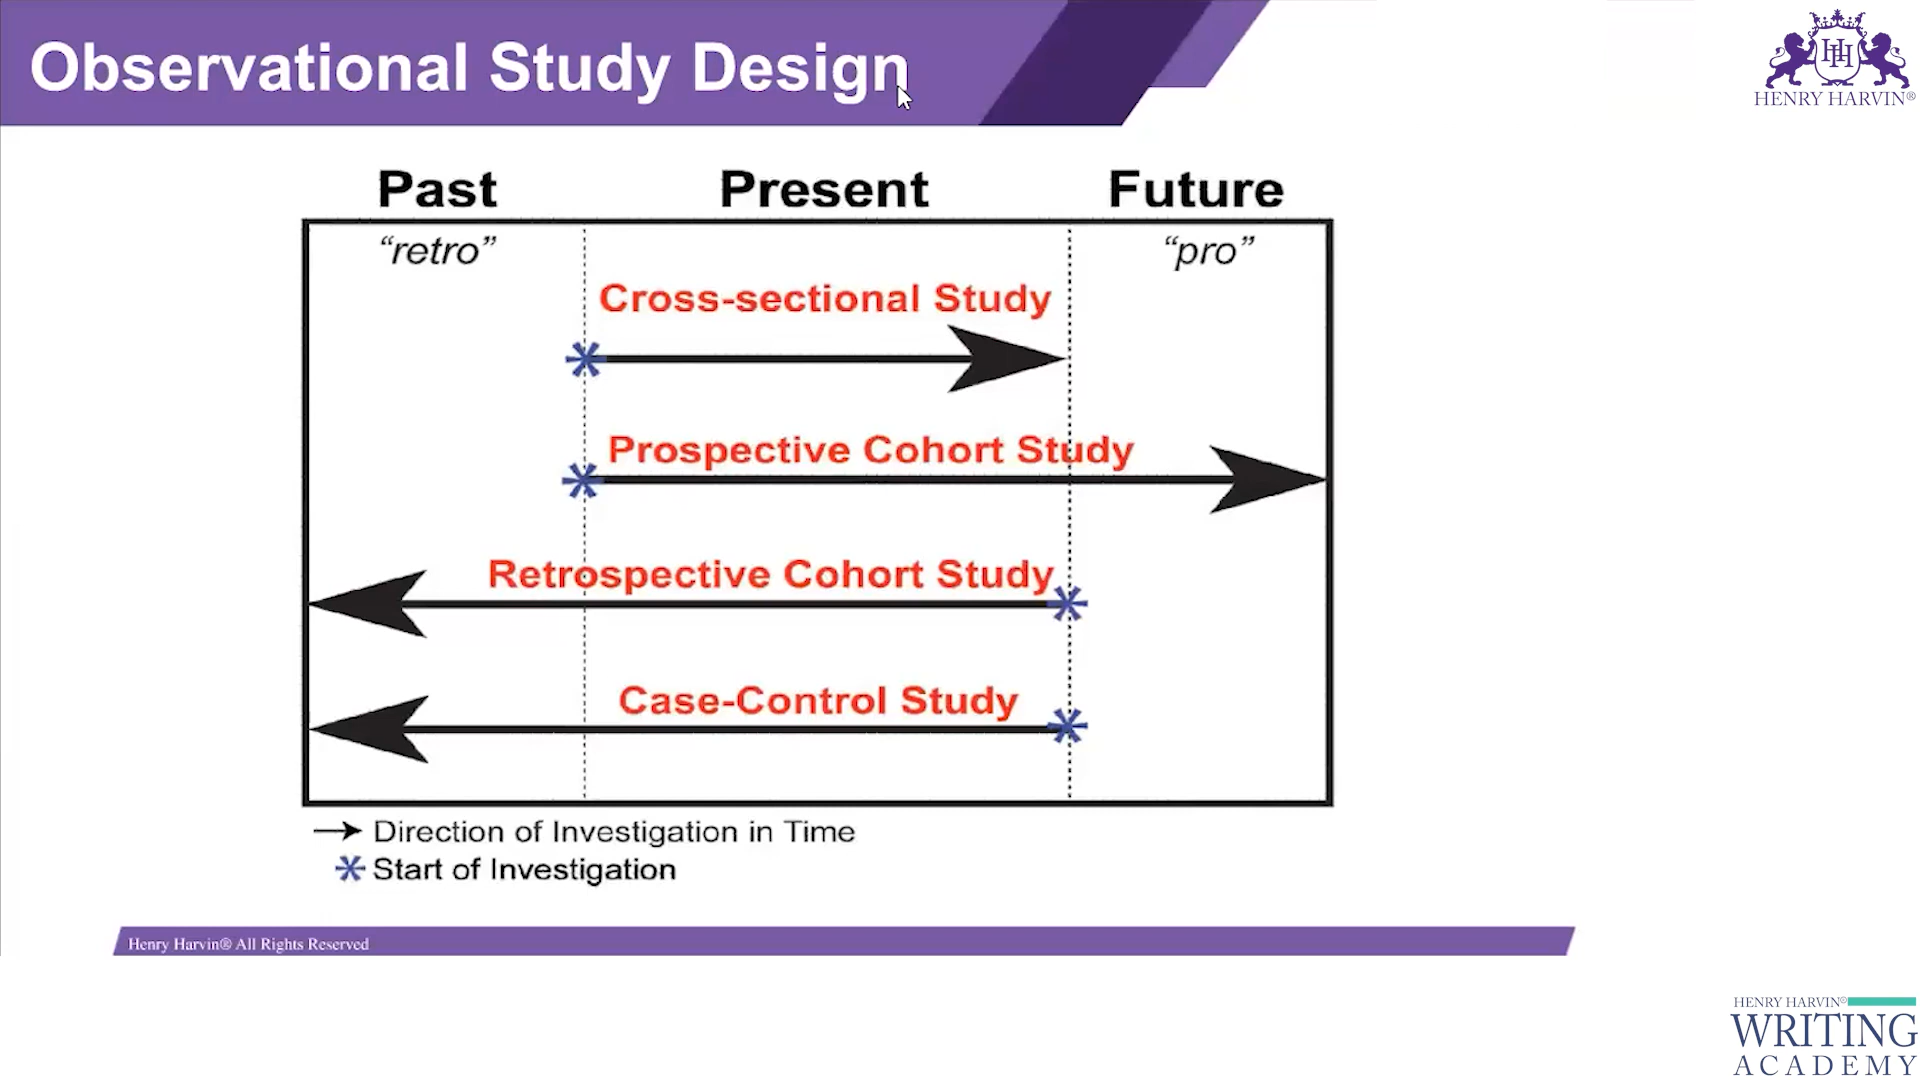 Observational Study Design
HH
HENRY HARVIN®
Past Present Future
“retro” “pro”
Cross-sectional Study
Prospective Cohort Study
Retrospective Cohort Study
Case-Control Study
Direction of Investigation in Time
Start of Investigation
Henry Harvin® All Rights Reserved
HENRY HARVIN®
WRITING
ACADEMY